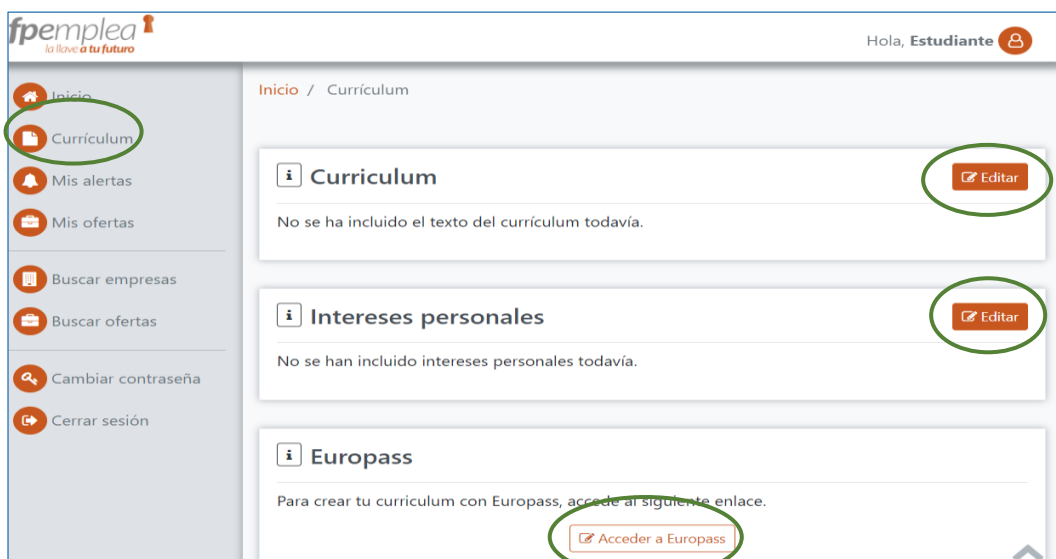 fpemplea
la llave a tu futuro
Hola, Estudiante
Inicio
Currículum
Mis alertas
Mis ofertas
Buscar empresas
Buscar ofertas
Cambiar contraseña
Cerrar sesión
Inicio / Currículum
i Curriculum
Editar
No se ha incluido el texto del currículum todavía.
i Intereses personales
Editar
No se han incluido intereses personales todavía.
i Europass
Para crear tu curriculum con Europass, accede al siguiente enlace.
Acceder a Europass